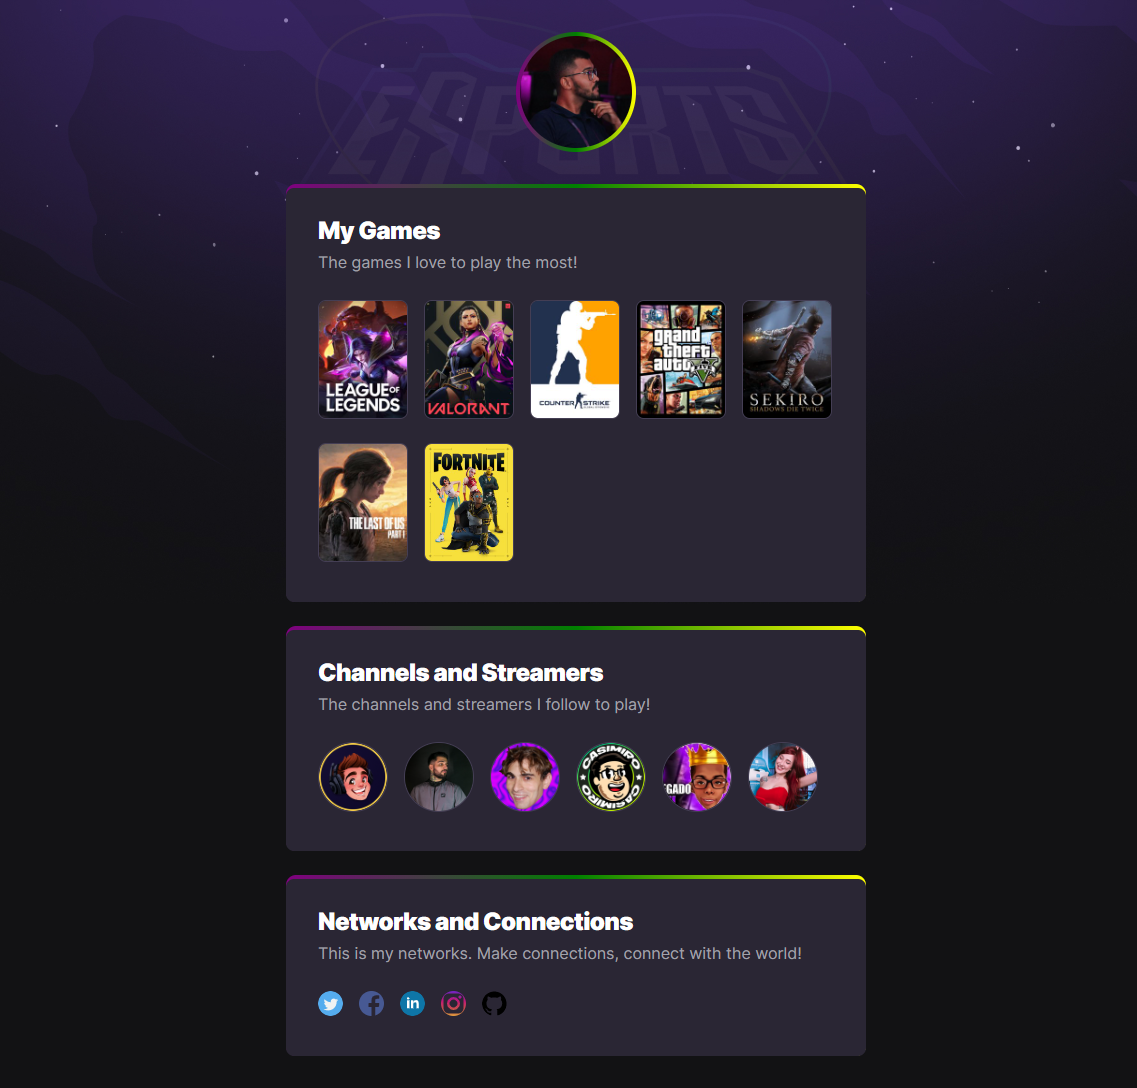 ESPORTS
My Games
The games I love to play the most!
LEAGUE OF
LEGENDS
VALORANT
COUNTER STRIKE
grand
theft
auto
V
SEKIRO
SHADOWS DIE TWICE
THE LAST OF US
PART I
FORTNITE
Channels and Streamers
The channels and streamers I follow to play!
CASIMIRO
CASIMIRO
GADO
Networks and Connections
This is my networks. Make connections, connect with the world!
in